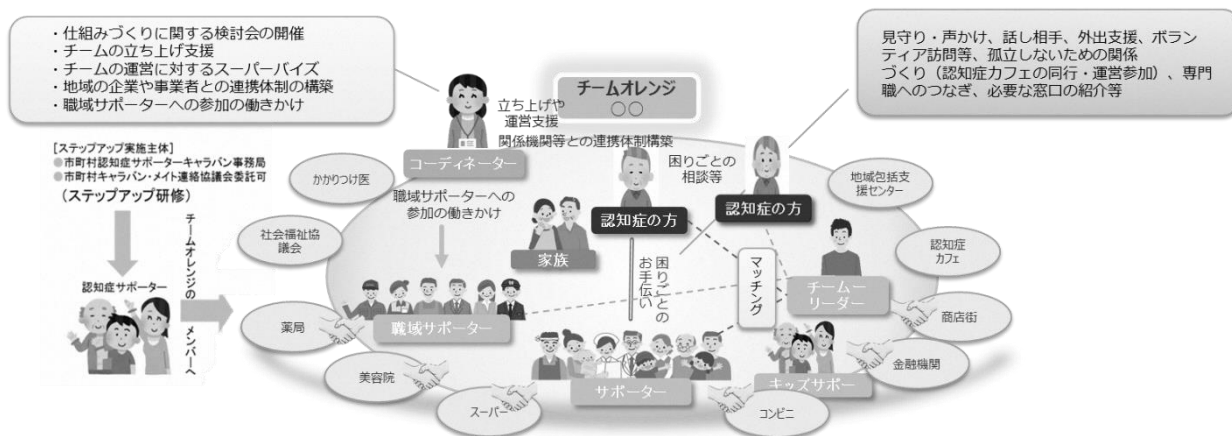 ・仕組みづくりに関する検討会の開催
・チームの立ち上げ支援
・チームの運営に対するスーパーバイズ
・地域の企業や事業者との連携体制の構築
・職域サポーターへの参加の働きかけ
見守り・声かけ、話し相手、外出支援、ボラン
ティア訪問等、孤立しないための関係
づくり（認知症カフェの同行・運営参加）、専門
職へのつなぎ、必要な窓口の紹介等
チームオレンジ
○○
立ち上げや
運営支援
関係機関等との連携体制構築
コーディネーター
[ステップアップ実施主体]
●市町村認知症サポーターキャラバン事務局
●市町村キャラバン・メイト連絡協議会委託可
(ステップアップ研修)
認知症サポーター
チームオレンジの
メンバーへ
かかりつけ医
社会福祉協
議会
薬局
美容院
スーパー
コンビニ
金融機関
商店街
認知症
カフェ
地域包括支
援センター
職域サポーターへの
参加の働きかけ
家族
認知症の方
困りごとの
相談等
認知症の方
困りごとの
お手伝い
マッチング
チームー
リーダー
職域サポーター
サポーター
キッズサポー